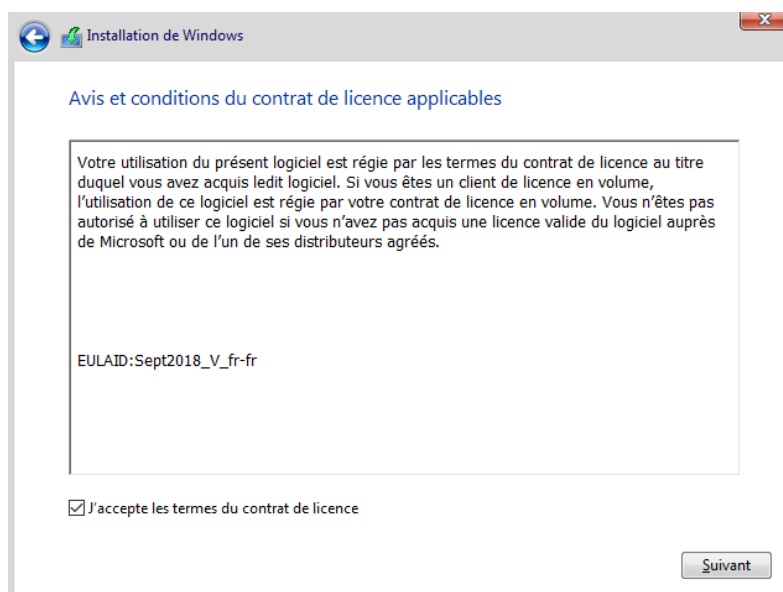 Installation de Windows
Avis et conditions du contrat de licence applicables
Votre utilisation du présent logiciel est régie par les termes du contrat de licence au titre
duquel vous avez acquis ledit logiciel. Si vous êtes un client de licence en volume,
l’utilisation de ce logiciel est régie par votre contrat de licence en volume. Vous n’êtes pas
autorisé à utiliser ce logiciel si vous n’avez pas acquis une licence valide du logiciel auprès
de Microsoft ou de l’un de ses distributeurs agréés.
EULAID:Sept2018_V_fr-fr
J’accepte les termes du contrat de licence
Suivant